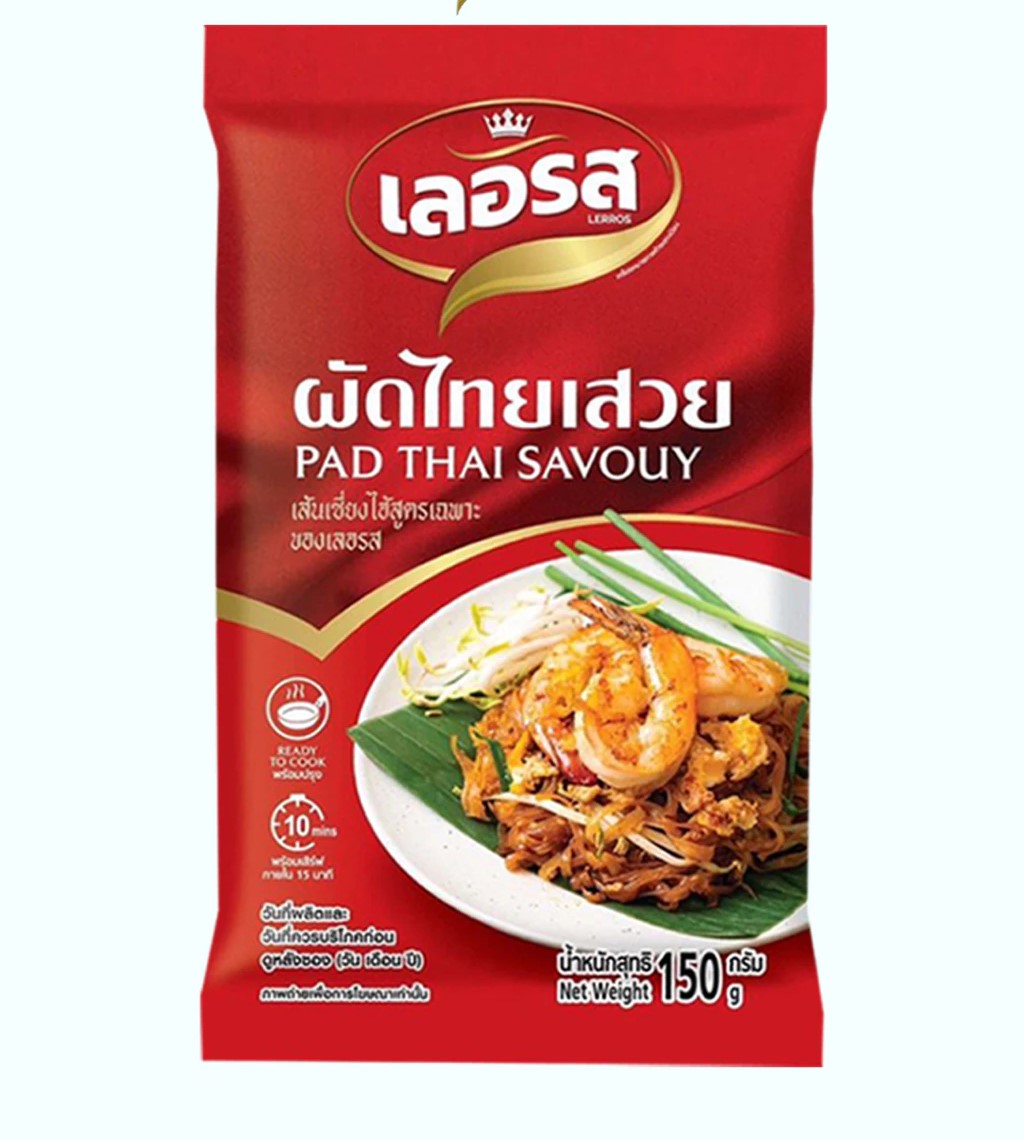 เลอรส
LERROS
ผัดไทยเสวย
PAD THAI SAVOUY
เส้นเซี่ยงไฮ้สูตรเฉพาะ
ของเลอรส
READY
TO COOK
พร้อมปรุง
10 mins
พร้อมเสิร์ฟ
ภายใน 15 นาที
วันที่ผลิตและ
วันที่ควรบริโภคก่อน
ดูหลังซอง (วัน เดือน ปี)
ภาพถ่ายเพื่อการโฆษณาเท่านั้น
น้ำหนักสุทธิ 150 กรัม
Net Weight g